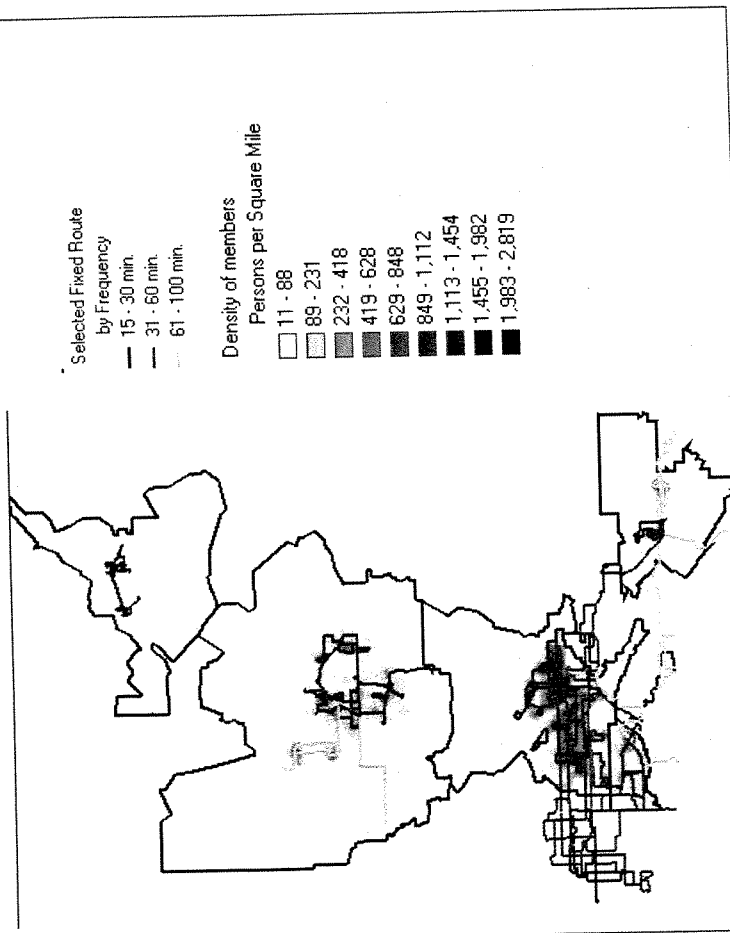 Selected Fixed Route
by Frequency
15 - 30 min.
31 - 60 min.
61 - 100 min.
Density of members
Persons per Square Mile
11 - 88
89 - 231
232 - 418
419 - 628
629 - 848
849 - 1,112
1,113 - 1,454
1,455 - 1,982
1,983 - 2,819